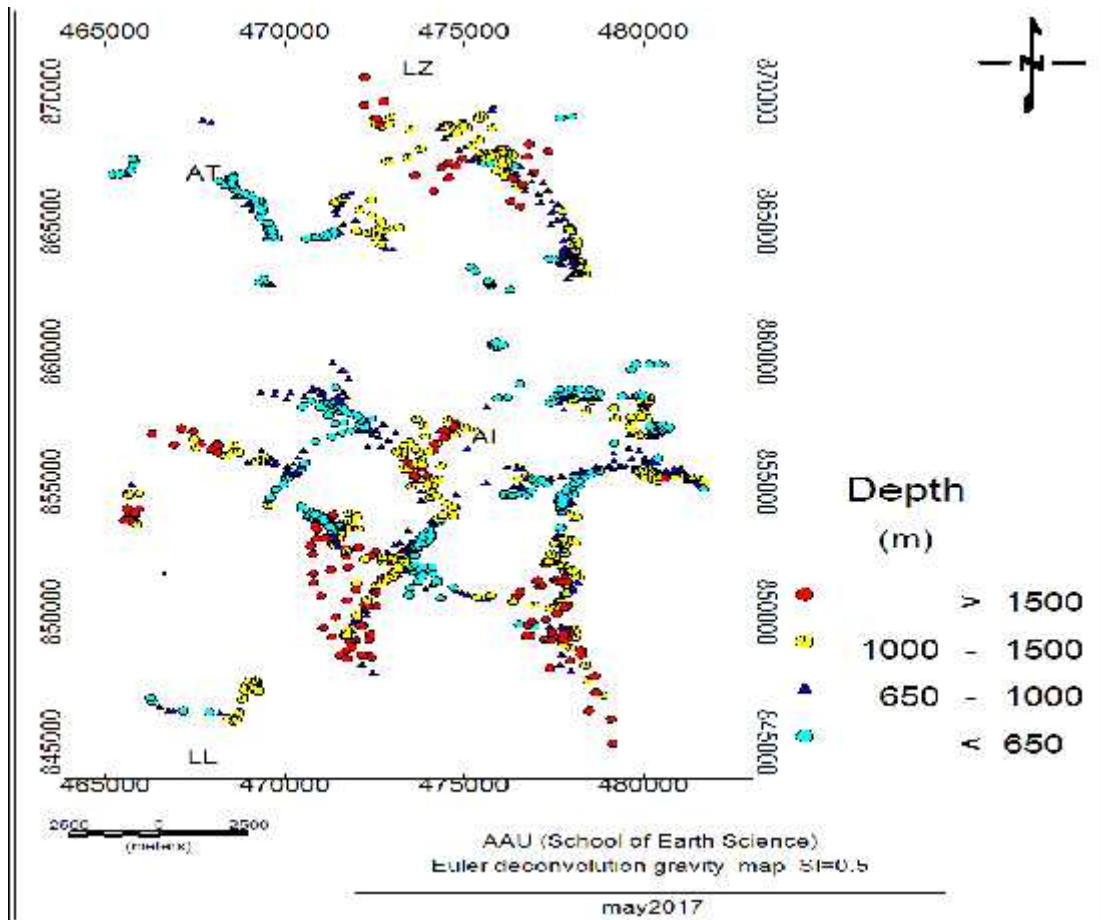 465000 470000 475000 480000
LZ
870000 870000
N
AT
865000 865000
860000 860000
AI
855000 855000
Depth
(m)
850000 850000
> 1500
1000 - 1500
650 - 1000
< 650
845000 845000
LL
465000 470000 475000 480000
2500 0 2500
(meters)
AAU (School of Earth Science)
Euler deconvolution gravity map SI=0.5
may2017